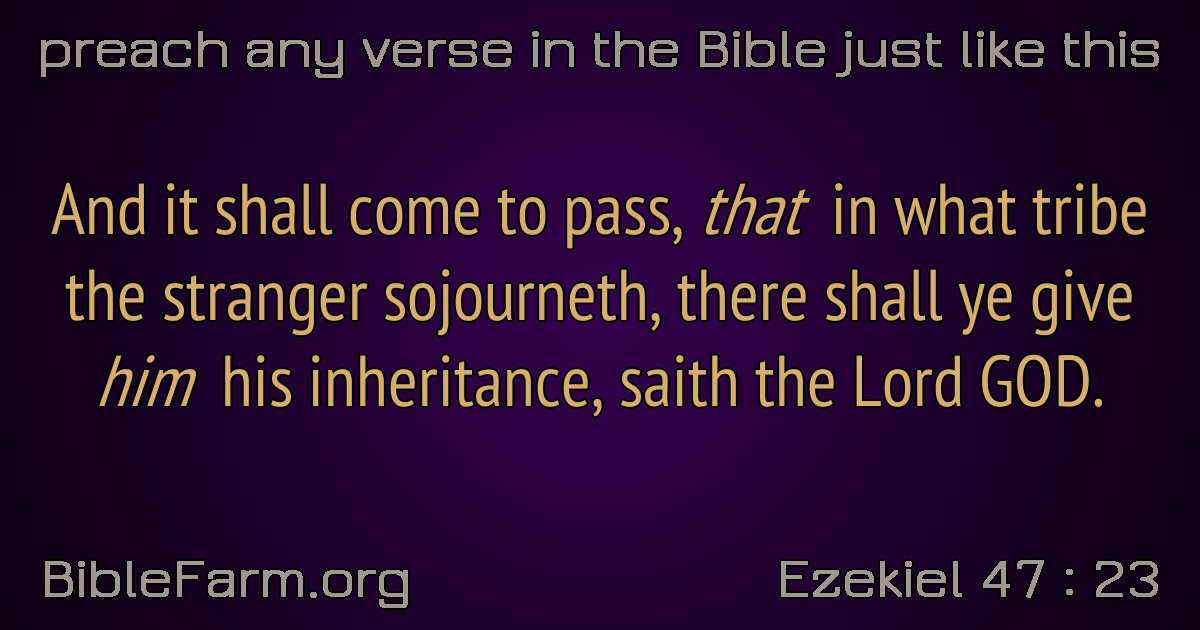 preach any verse in the Bible just like this
And it shall come to pass, that in what tribe
the stranger sojourneth, there shall ye give
him his inheritance, saith the Lord GOD.
BibleFarm.org
Ezekiel 47 : 23